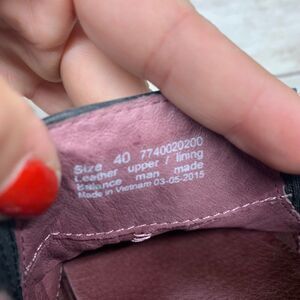 Size 40 7740020200
Leather upper / lining
Balance man made
Made in Vietnam 03-05-2015